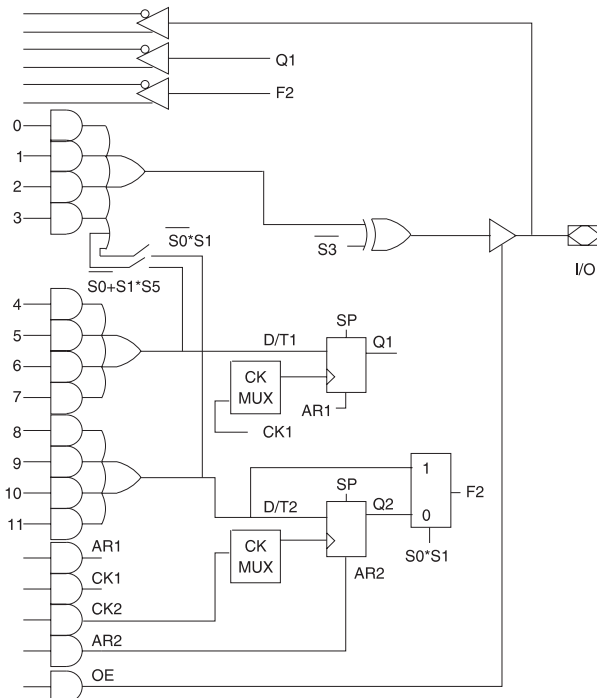 Q1
F2
0
1
2
3
S0*S1
S3
I/O
S0+S1*S5
4
5
6
7
SP
D/T1
Q1
CK
MUX
AR1
CK1
8
9
10
11
SP
1
F2
D/T2
Q2
0
CK
MUX
S0*S1
AR1
AR2
CK1
CK2
AR2
OE